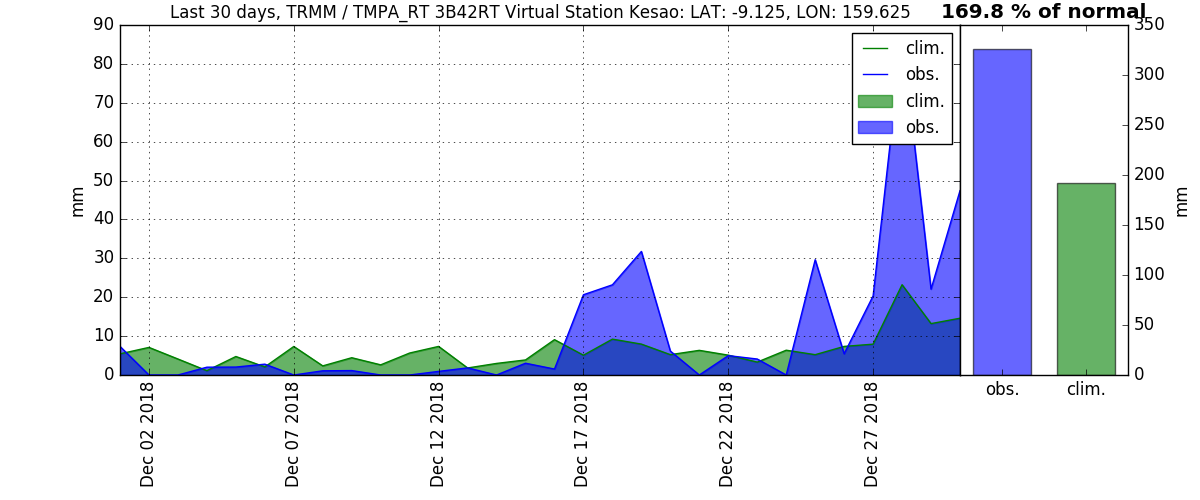 Last 30 days, TRMM / TMPA_RT 3B42RT Virtual Station Kesao: LAT: -9.125, LON: 159.625
169.8 % of normal
90
80
70
60
50
40
30
20
10
0
mm
clim.
obs.
clim.
obs.
Dec 02 2018
Dec 07 2018
Dec 12 2018
Dec 17 2018
Dec 22 2018
Dec 27 2018
350
300
250
200
150
100
50
0
mm
obs.
clim.